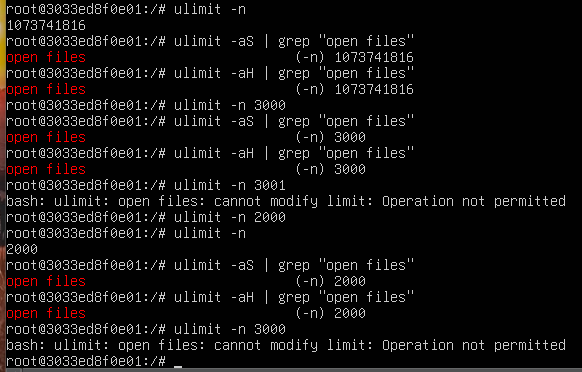 root@3033ed8f0e01:/# ulimit -n
1073741816
root@3033ed8f0e01:/# ulimit -aS | grep "open files"
open files                          (-n) 1073741816
root@3033ed8f0e01:/# ulimit -aH | grep "open files"
open files                          (-n) 1073741816
root@3033ed8f0e01:/# ulimit -n 3000
root@3033ed8f0e01:/# ulimit -aS | grep "open files"
open files                          (-n) 3000
root@3033ed8f0e01:/# ulimit -aH | grep "open files"
open files                          (-n) 3000
root@3033ed8f0e01:/# ulimit -n 3001
bash: ulimit: open files: cannot modify limit: Operation not permitted
root@3033ed8f0e01:/# ulimit -n 2000
root@3033ed8f0e01:/# ulimit -n
2000
root@3033ed8f0e01:/# ulimit -aS | grep "open files"
open files                          (-n) 2000
root@3033ed8f0e01:/# ulimit -aH | grep "open files"
open files                          (-n) 2000
root@3033ed8f0e01:/# ulimit -n 3000
bash: ulimit: open files: cannot modify limit: Operation not permitted
root@3033ed8f0e01:/# _